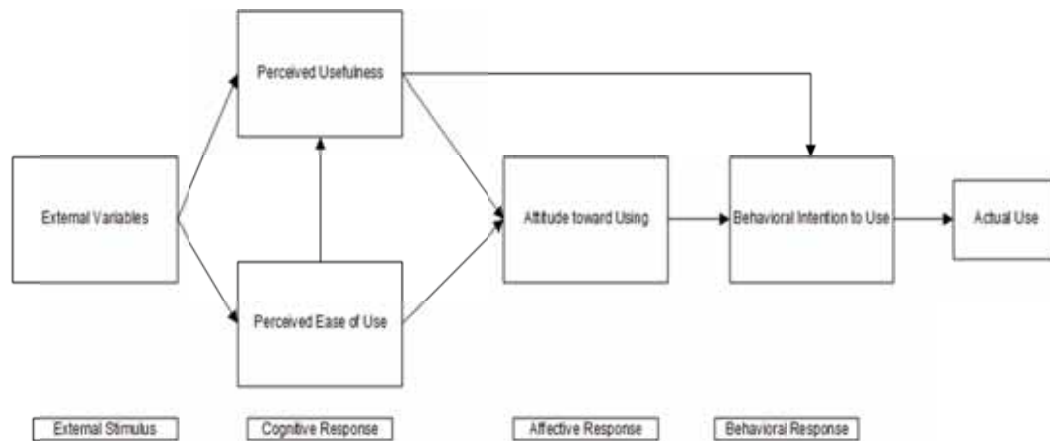 Perceived Usefulness
External Variables
Attitude toward Using
Behavioral Intention to Use
Actual Use
Perceived Ease of Use
External Stimulus
Cognitive Response
Affective Response
Behavioral Response